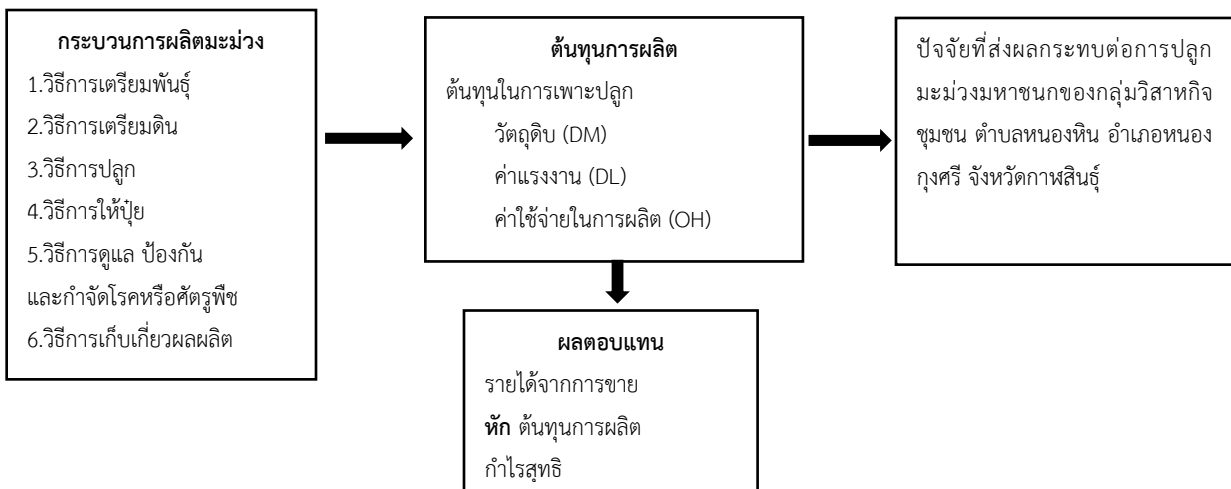 กระบวนการผลิตมะม่วง
1.วิธีการเตรียมพันธุ์
2.วิธีการเตรียมดิน
3.วิธีการปลูก
4.วิธีการให้ปุ๋ย
5.วิธีการดูแล ป้องกัน
และกำจัดโรคหรือศัตรูพืช
6.วิธีการเก็บเกี่ยวผลผลิต
ต้นทุนการผลิต
ต้นทุนในการเพาะปลูก
วัตถุดิบ (DM)
ค่าแรงงาน (DL)
ค่าใช้จ่ายในการผลิต (OH)
ปัจจัยที่ส่งผลกระทบต่อการปลูก
มะม่วงมหาชนกของกลุ่มวิสาหกิจ
ชุมชน ตำบลหนองหิน อำเภอหนอง
กุงศรี จังหวัดกาฬสินธุ์
ผลตอบแทน
รายได้จากการขาย
หัก ต้นทุนการผลิต
กำไรสุทธิ